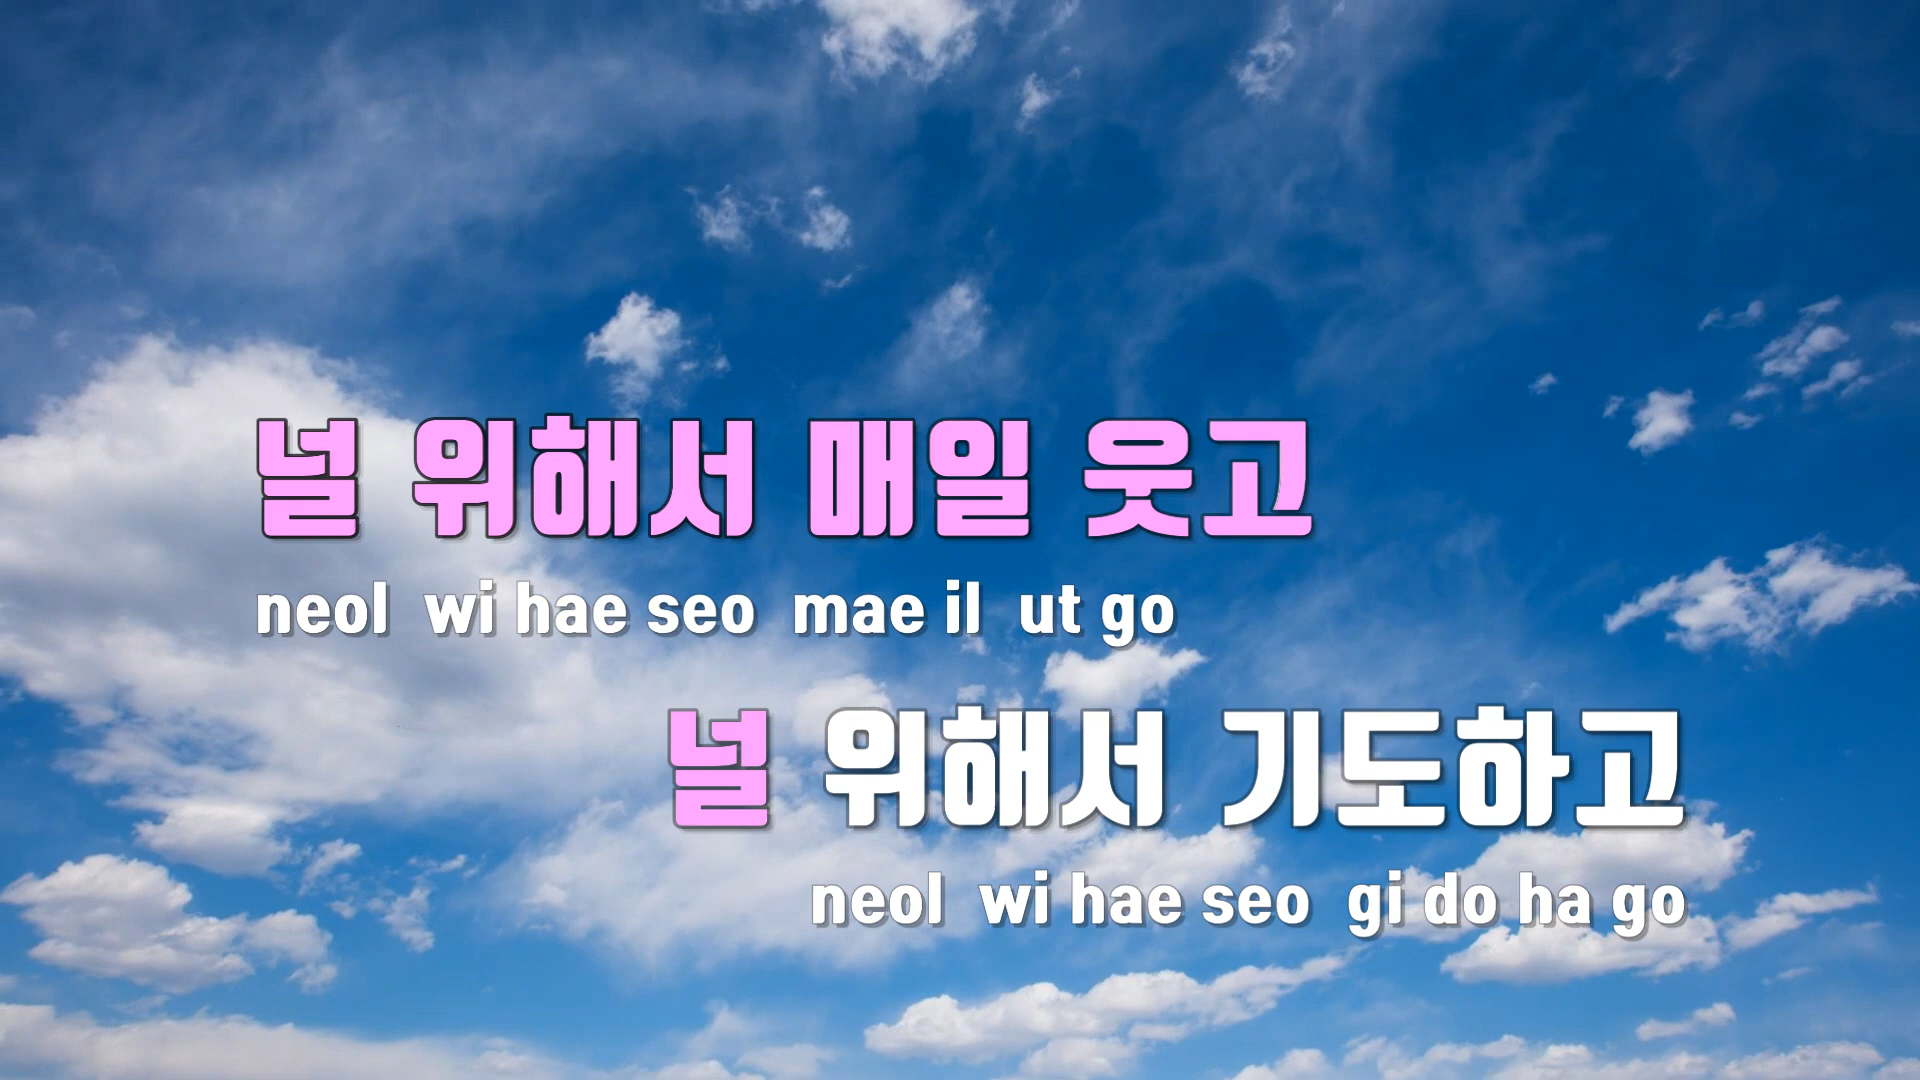 널 위해서 매일 웃고
neol wi hae seo mae il ut go
널 위해서 기도하고
neol wi hae seo gi do ha go